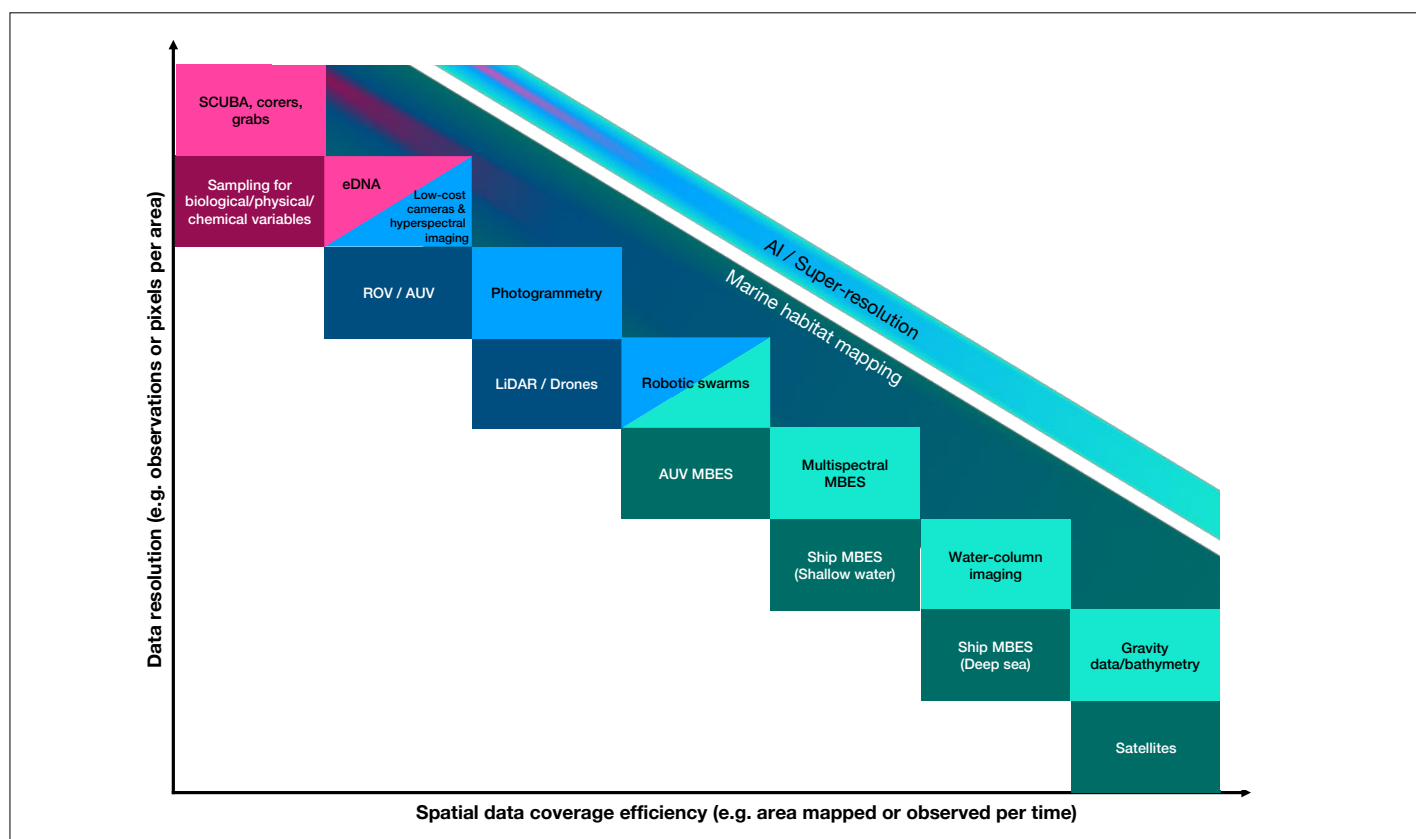 Data resolution (e.g. observations or pixels per area)
SCUBA, corers,
grabs
Sampling for
biological/physical/
chemical variables
eDNA
Low-cost
cameras &
hyperspectral
imaging
ROV / AUV
Photogrammetry
LiDAR / Drones
Robotic swarms
AI / Super-resolution
Marine habitat mapping
AUV MBES
Multispectral
MBES
Ship MBES
(Shallow water)
Water-column
imaging
Ship MBES
(Deep sea)
Gravity
data/bathymetry
Satellites
Spatial data coverage efficiency (e.g. area mapped or observed per time)